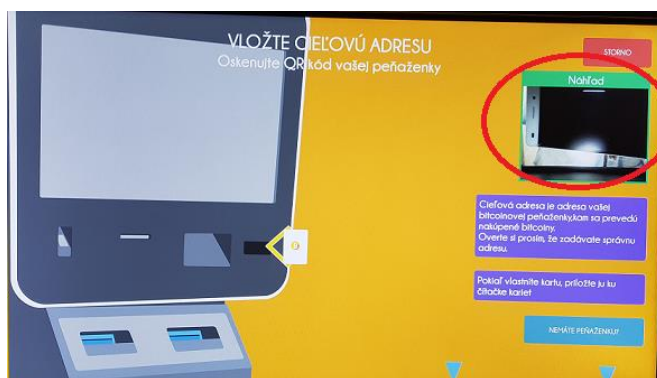 VLOŽTE CIEĽOVÚ ADRESU
Oskenujte QR kód vašej peňaženky
STORNO
Náhľad
Cieľová adresa je adresa vašej
bitcoinovej peňaženky,kam sa prevedú
nakúpené bitcoiny.
Overte si prosím, že zadávate správnu
adresu.
Pokiaľ vlastníte kartu, priložte ju ku
čítačke kariet
NEMÁTE PEŇAŽENKU?